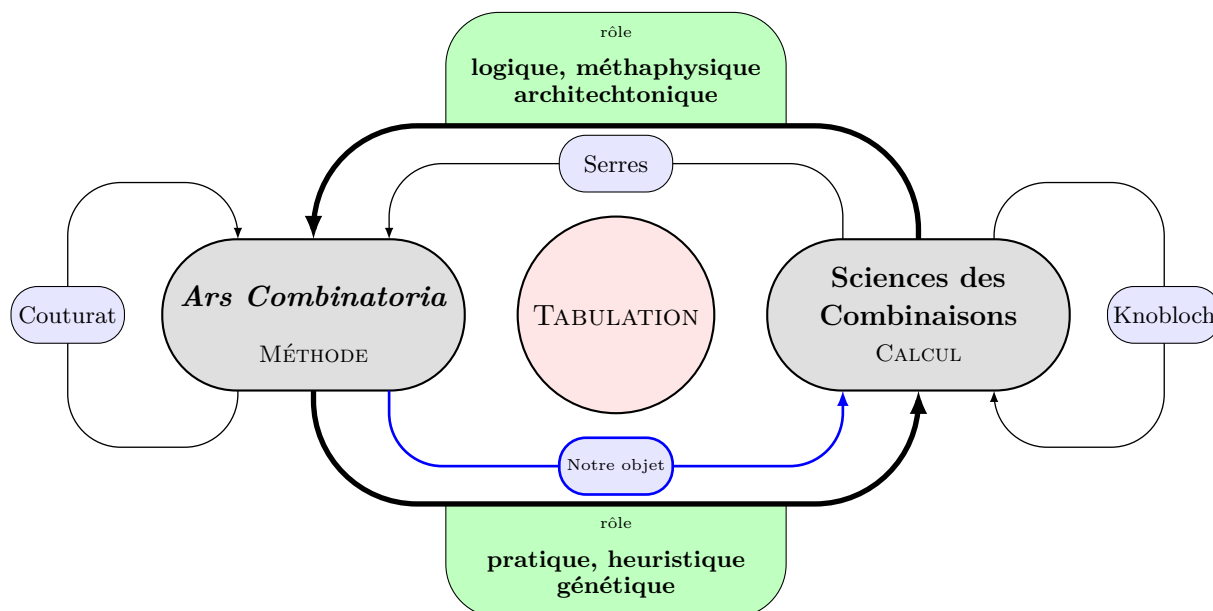 rôle
logique, méthaphysique
architechtonique
Serres
Couturat
Ars Combinatoria
MÉTHODE
TABULATION
Sciences des
Combinaisons
CALCUL
Knobloch
Notre objet
rôle
pratique, heuristique
génétique